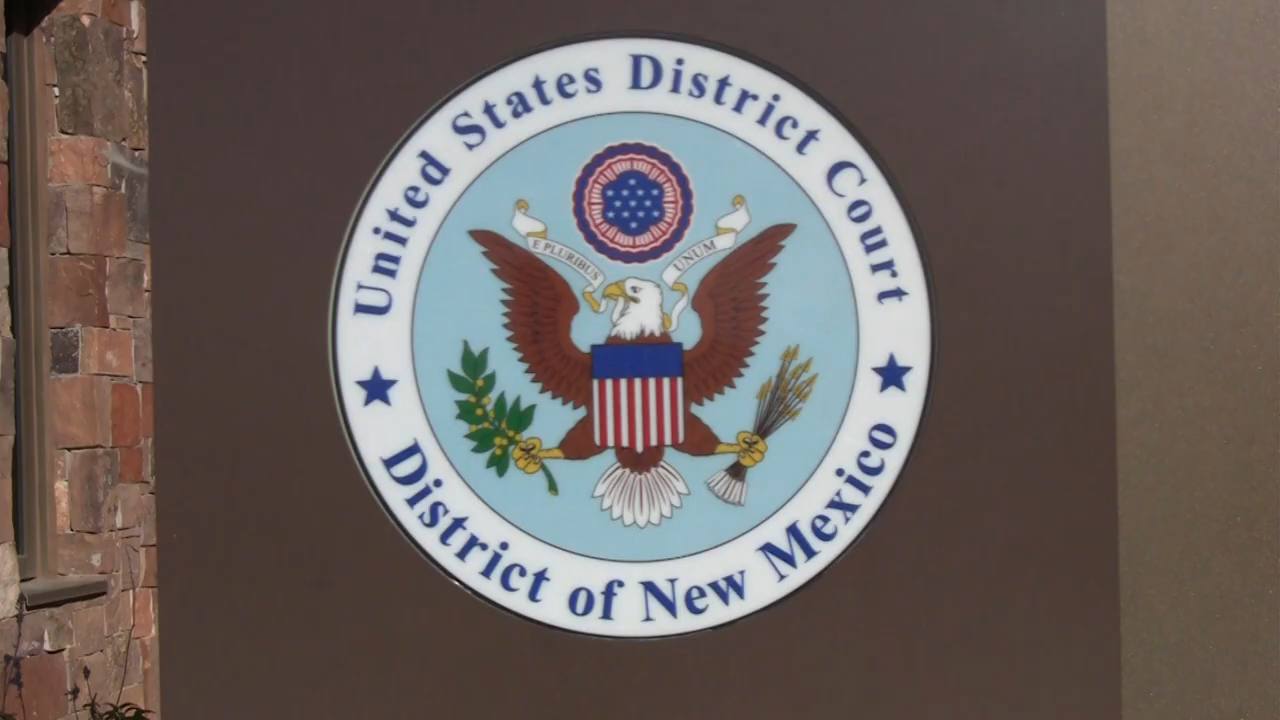 United States District Court
E PLURIBUS UNUM
District of New Mexico